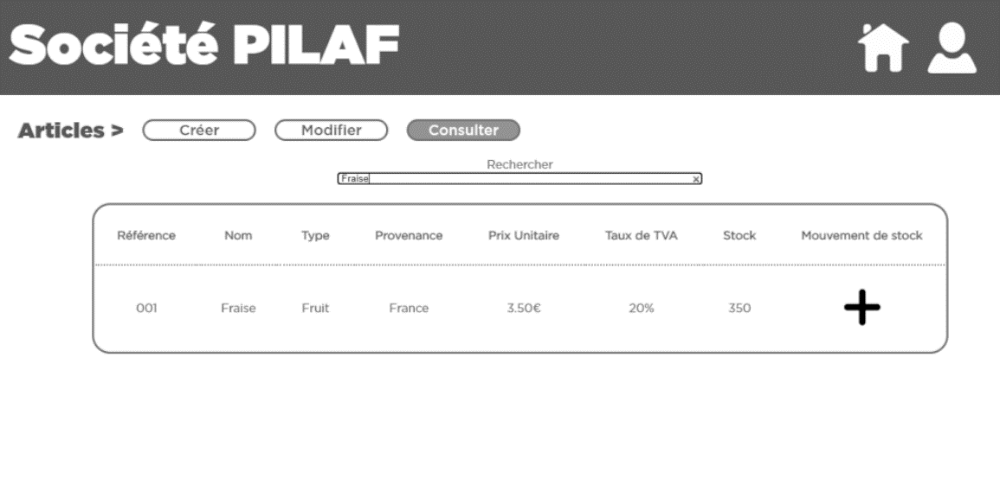 Société PILAF
Articles > Créer Modifier Consulter
Rechercher
Fraise ×
Référence Nom Type Provenance Prix Unitaire Taux de TVA Stock Mouvement de stock
001 Fraise Fruit France 3.50€ 20% 350